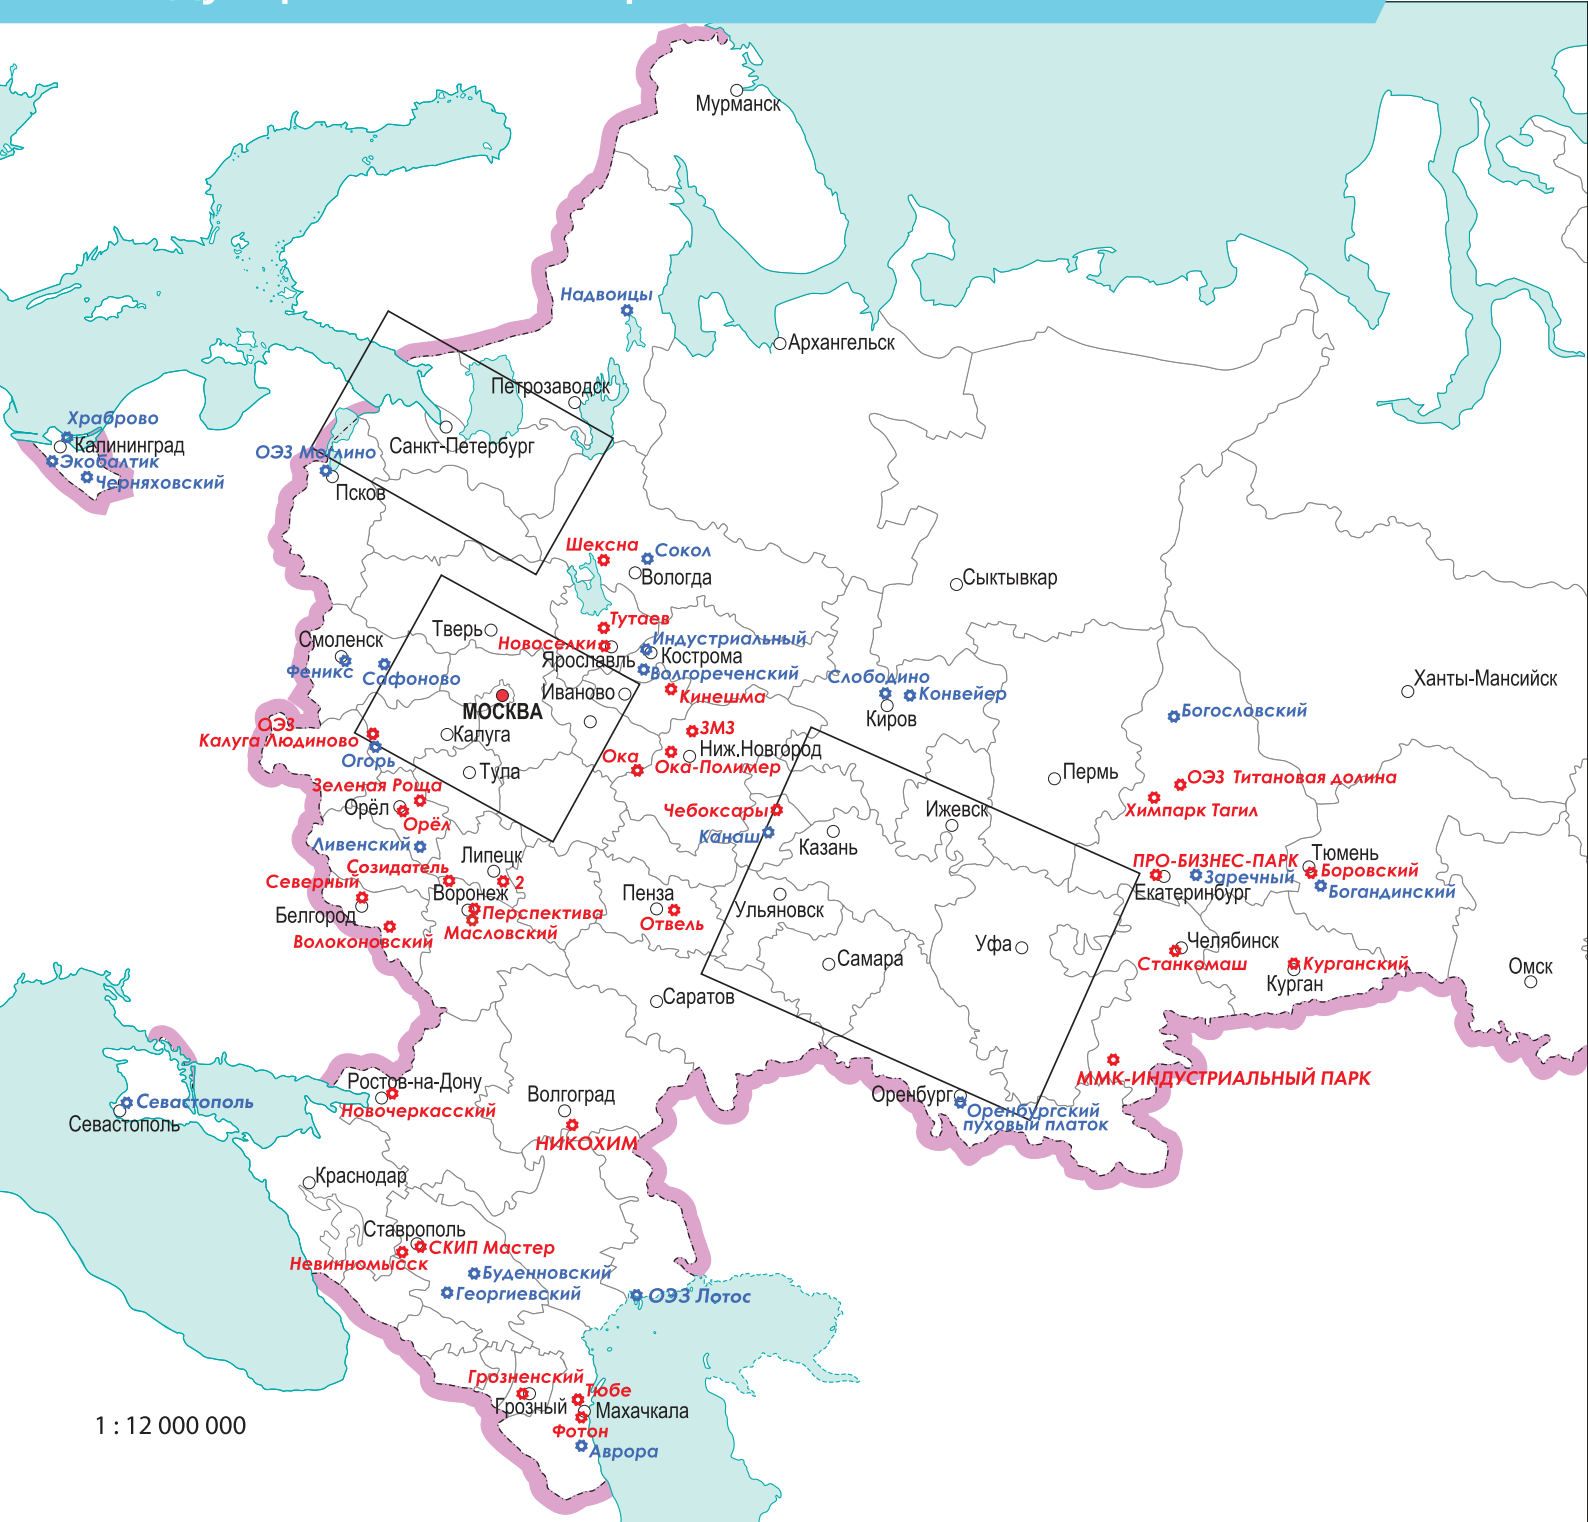 Мурманск
Надвоицы
Архангельск
Петрозаводск
Храброво
Калининград
Экобалтик
Черняховский
Санкт-Петербург
ОЭЗ Моглино
Псков
Шексна
Сокол
Вологда
Сыктывкар
Тутаев
Тверь
Новоселки
Индустриальный
Смоленск
Ярославль
Кострома
Феникс
Сафоново
Волгореченский
Слободино
Конвейер
Ханты-Мансийск
Иваново
Кинешма
МОСКВА
Киров
Богословский
ОЭЗ
Калуга Людиново
Калуга
ЗМЗ
Ниж.Новгород
Огорь
Ока
Ока-Полимер
Тула
Пермь
ОЭЗ Титановая долина
Зеленая Роща
Орёл
Орёл
Чебоксары
Ижевск
Химпарк Тагил
Ливенский
Канаш
Казань
Липецк
Созидатель
2
Тюмень
ПРО-БИЗНЕС-ПАРК
Боровский
Заречный
Северный
Воронеж
Пенза
Екатеринбург
Богандинский
Белгород
Перспектива
Ульяновск
Масловский
Отвель
Волоконовский
Уфа
Челябинск
Самара
Станкомаш
Курганский
Омск
Курган
Саратов
ММК-ИНДУСТРИАЛЬНЫЙ ПАРК
Ростов-на-Дону
Волгоград
Оренбург
Севастополь
Новочеркасский
Оренбургский
пуховый платок
Севастополь
НИКОХИМ
Краснодар
Ставрополь
СКИП Мастер
Невинномысск
Буденновский
Георгиевский
ОЭЗ Лотос
Грозненский
Тюбе
Грозный
Махачкала
Фотон
Аврора
1 : 12 000 000